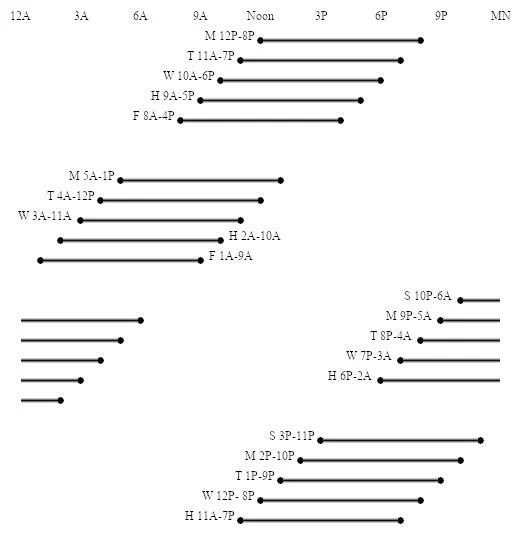 12A 3A 6A 9A Noon 3P 6P 9P MN
M 12P-8P
T 11A-7P
W 10A-6P
H 9A-5P
F 8A-4P
M 5A-1P
T 4A-12P
W 3A-11A
H 2A-10A
F 1A-9A
S 10P-6A
M 9P-5A
T 8P-4A
W 7P-3A
H 6P-2A
S 3P-11P
M 2P-10P
T 1P-9P
W 12P- 8P
H 11A-7P